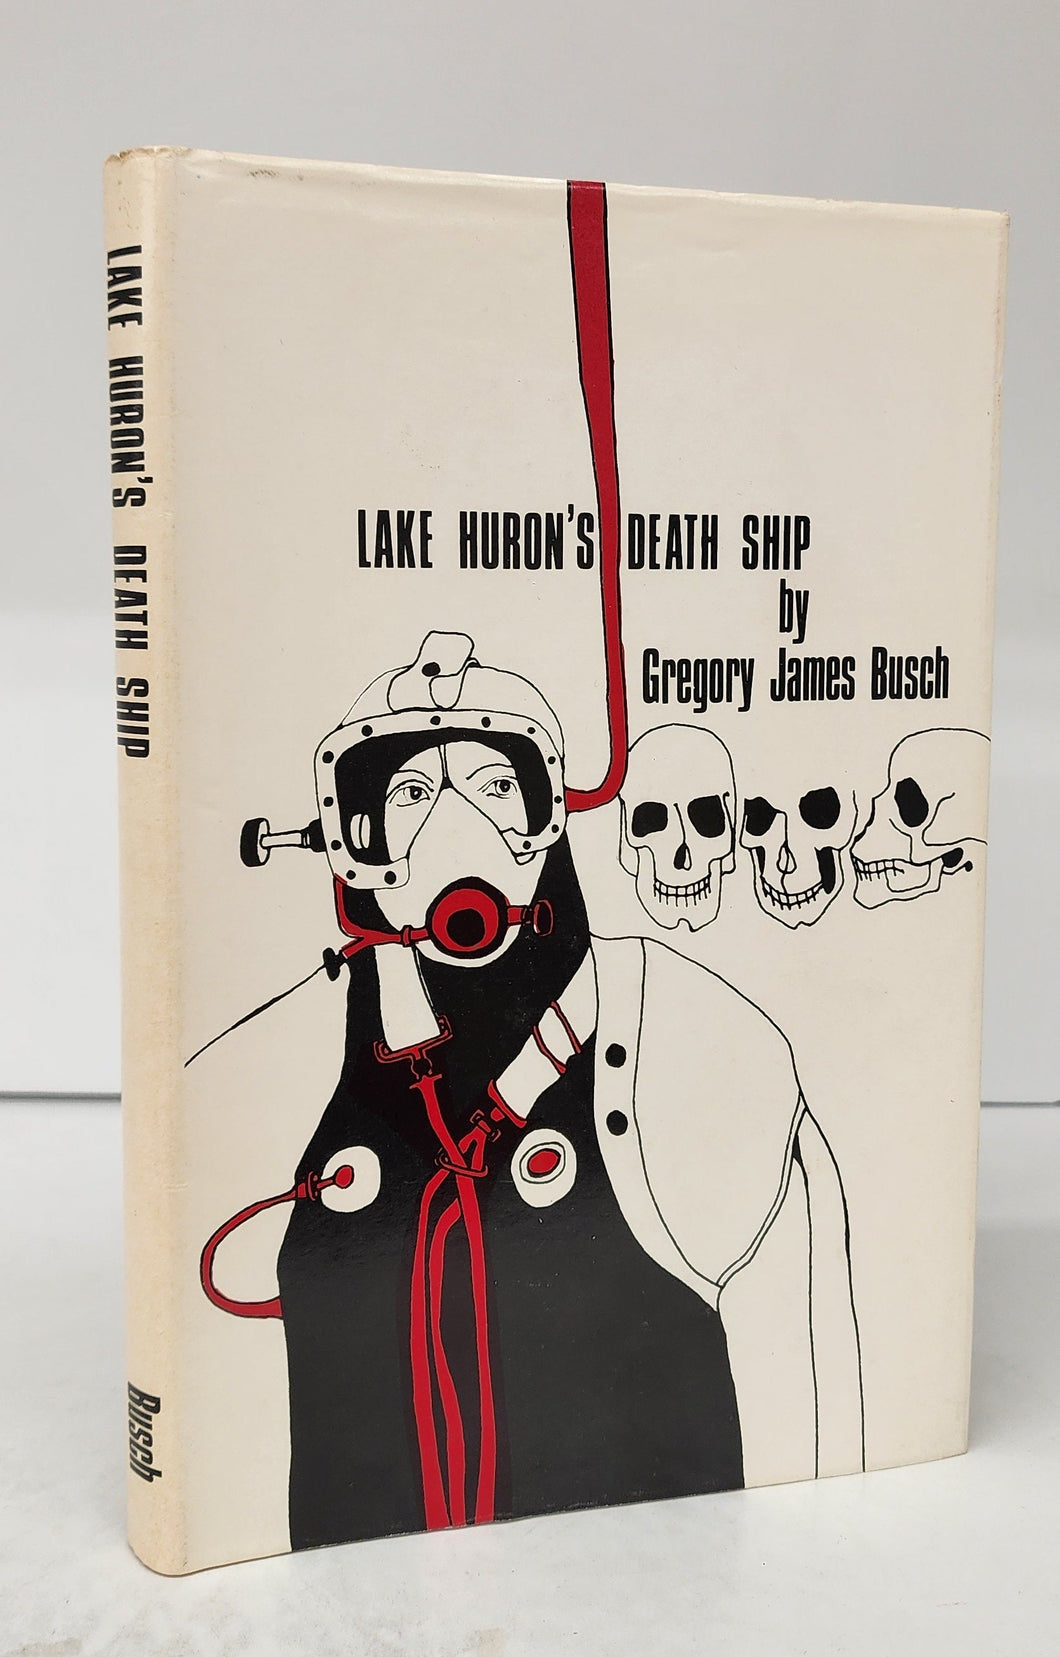 LAKE HURON'S DEATH SHIP
Busch
LAKE HURON'S DEATH SHIP
by
Gregory James Busch